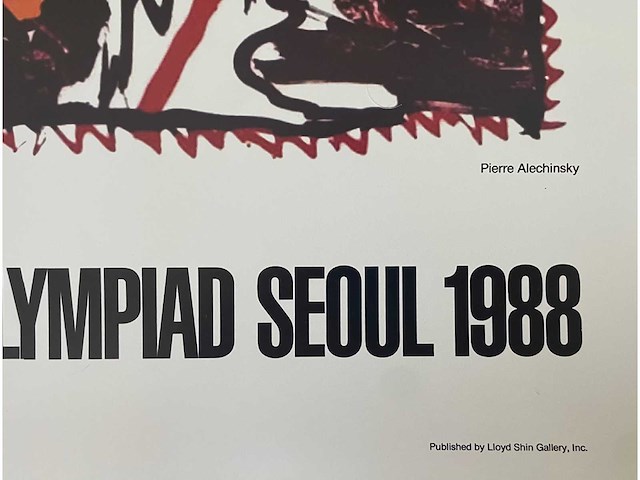 Pierre Alechinsky
LYMPIAD SEOUL 1988
Published by Lloyd Shin Gallery, Inc.